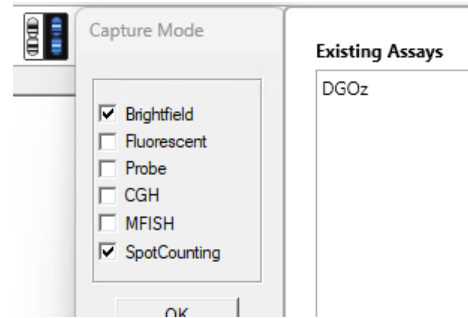 Capture Mode
Existing Assays
DGOz
Brightfield
Fluorescent
Probe
CGH
MFISH
SpotCounting
OK